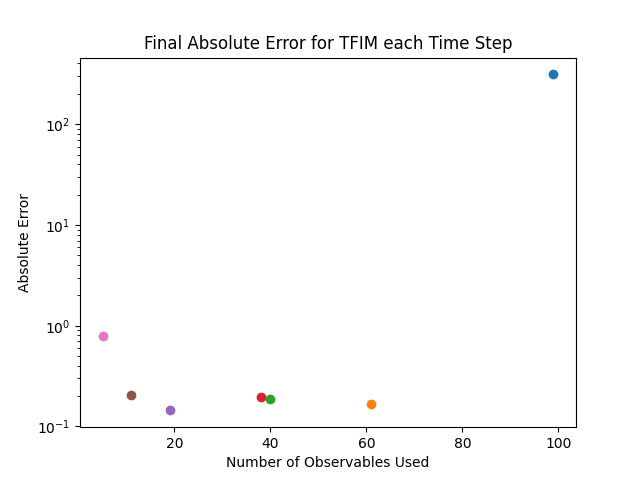 Final Absolute Error for TFIM each Time Step
10²
10¹
10⁰
10⁻¹
Absolute Error
20 40 60 80 100
Number of Observables Used